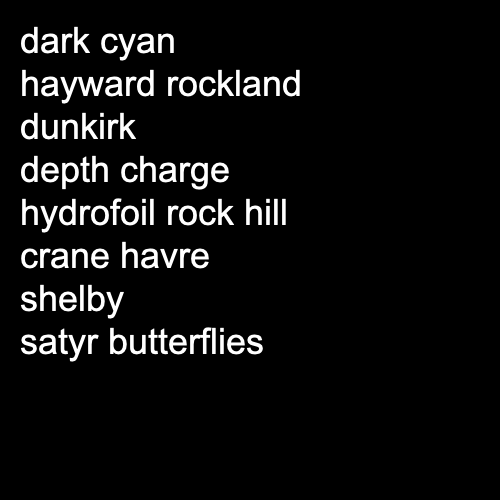 dark cyan
hayward rockland
dunkirk
depth charge
hydrofoil rock hill
crane havre
shelby
satyr butterflies